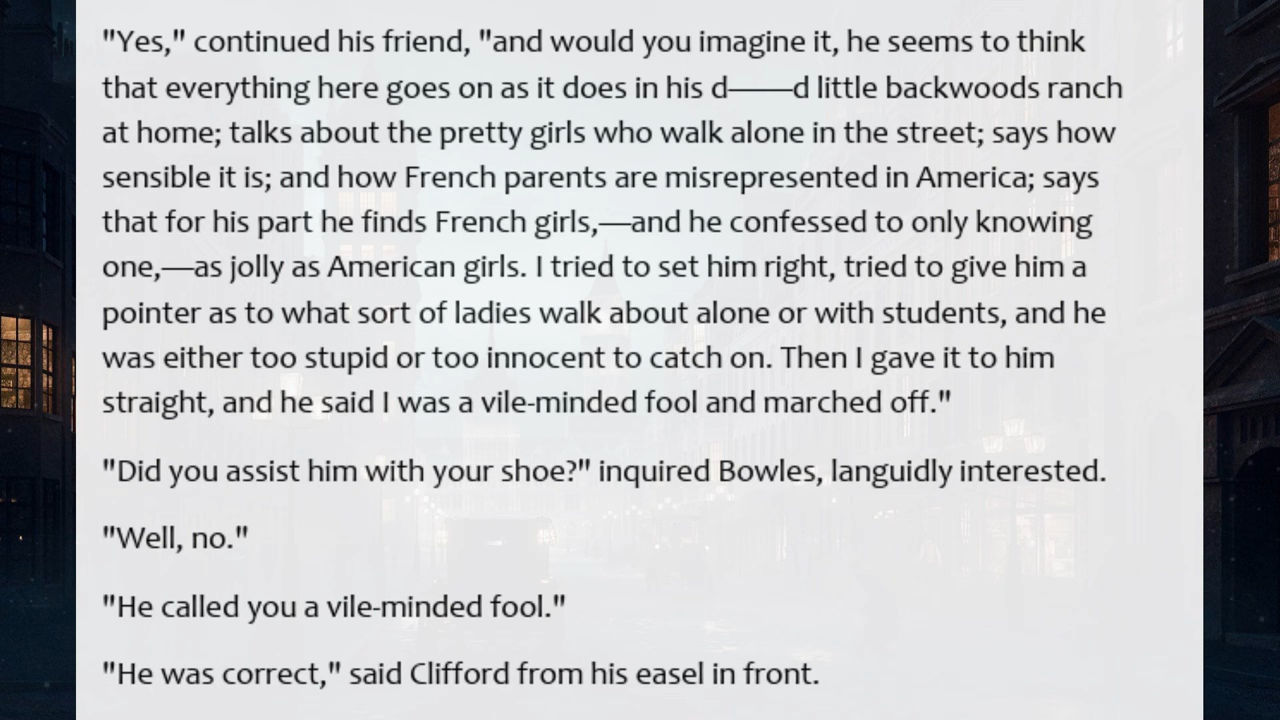 "Yes," continued his friend, "and would you imagine it, he seems to think
that everything here goes on as it does in his d——d little backwoods ranch
at home; talks about the pretty girls who walk alone in the street; says how
sensible it is; and how French parents are misrepresented in America; says
that for his part he finds French girls,—and he confessed to only knowing
one,—as jolly as American girls. I tried to set him right, tried to give him a
pointer as to what sort of ladies walk about alone or with students, and he
was either too stupid or too innocent to catch on. Then I gave it to him
straight, and he said I was a vile-minded fool and marched off."
"Did you assist him with your shoe?" inquired Bowles, languidly interested.
"Well, no."
"He called you a vile-minded fool."
"He was correct," said Clifford from his easel in front.